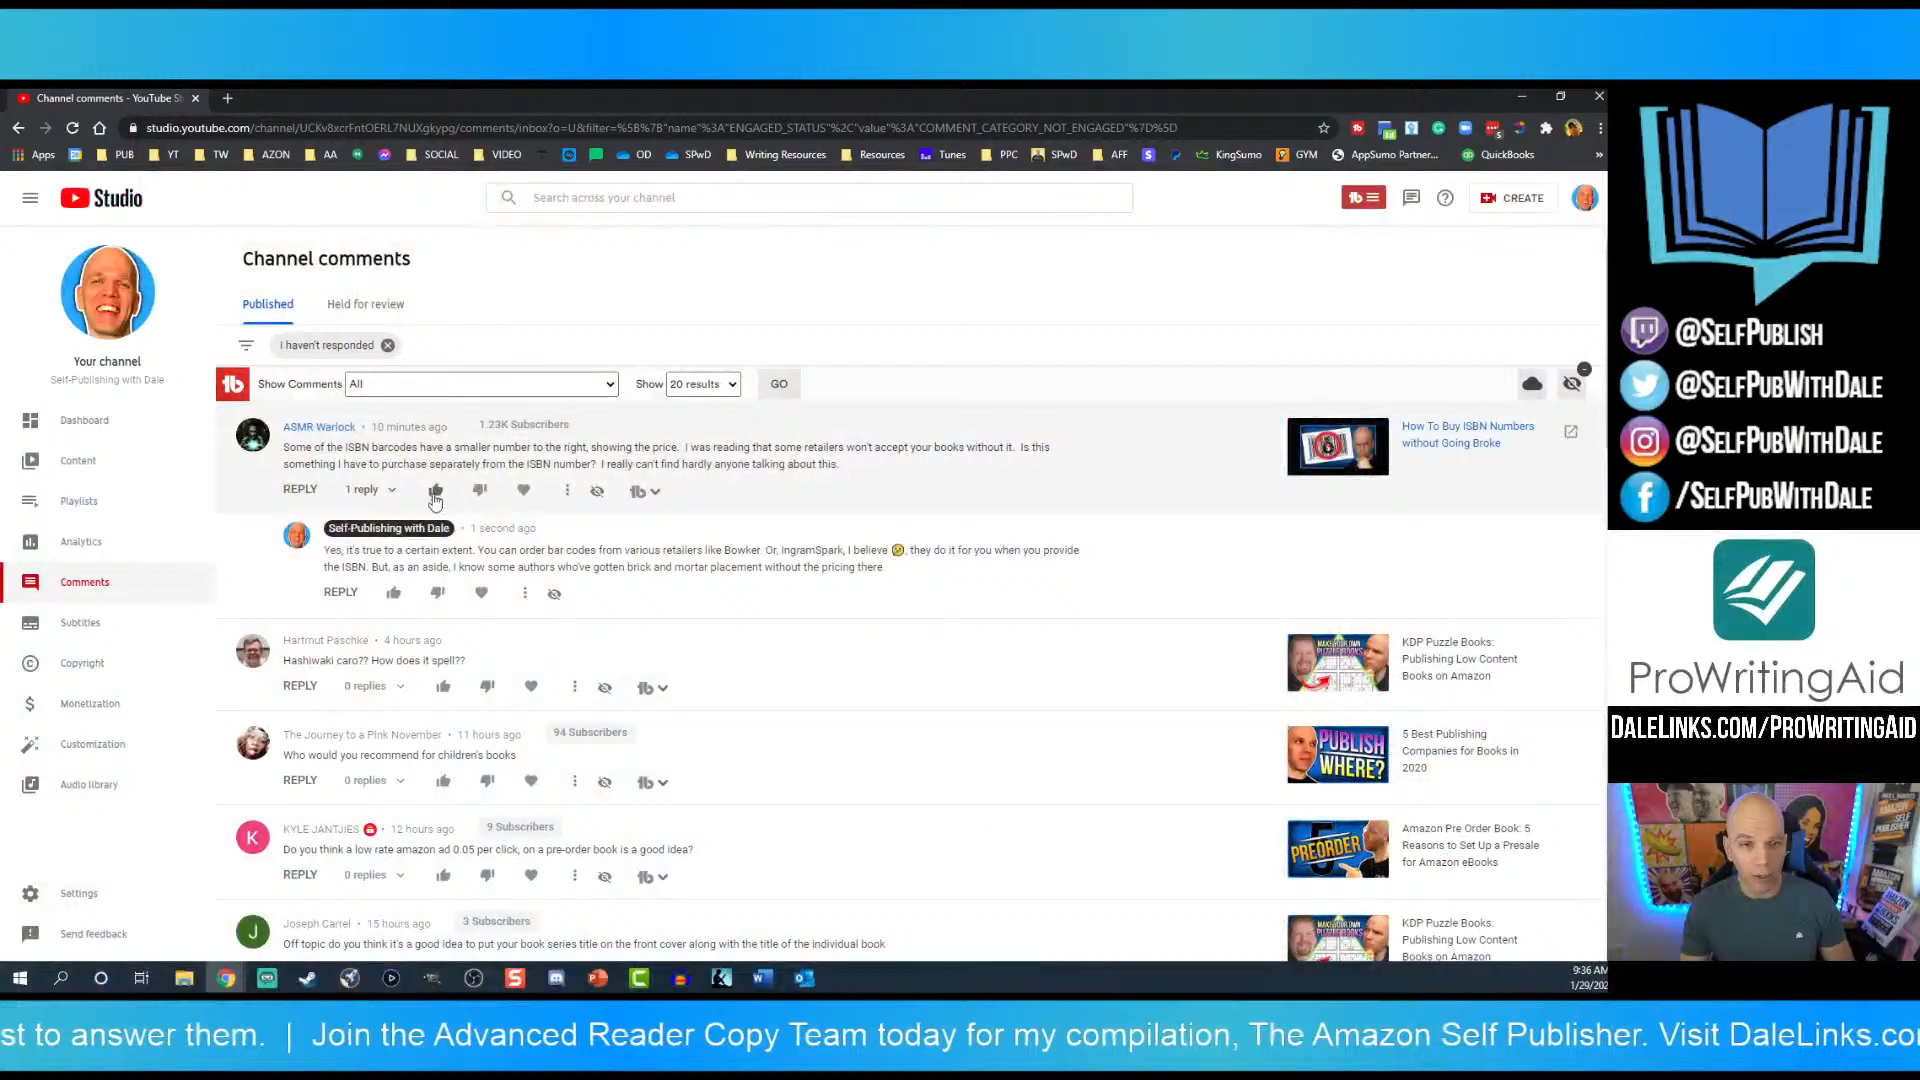 Channel comments - YouTube St
studio.youtube.com/channel/UCKv8xcrFntOERL7NUXgkypg/comments/inbox?o=U&filter=%5B%7B"name"%3A"ENGAGED_STATUS"%2C"value"%3A"COMMENT_CATEGORY_NOT_ENGAGED"%7D%5D
Apps PUB YT TW AZON AA SOCIAL VIDEO OD SPwD Writing Resources Resources Tunes PPC SPwD AFF KingSumo GYM AppSumo Partner... QuickBooks »
Studio
Search across your channel
CREATE
Your channel
Self-Publishing with Dale
Dashboard
Content
Playlists
Analytics
Comments
Subtitles
Copyright
Monetization
Customization
Audio library
Settings
Send feedback
Channel comments
Published Held for review
I haven't responded
Show Comments All Show 20 results GO
ASMR Warlock • 10 minutes ago 1.23K Subscribers
Some of the ISBN barcodes have a smaller number to the right, showing the price. I was reading that some retailers won't accept your books without it. Is this
something I have to purchase separately from the ISBN number? I really can't find hardly anyone talking about this.
REPLY 1 reply
How To Buy ISBN Numbers
without Going Broke
Self-Publishing with Dale • 1 second ago
Yes, it's true to a certain extent. You can order bar codes from various retailers like Bowker. Or, IngramSpark, I believe 🤔, they do it for you when you provide
the ISBN. But, as an aside, I know some authors who've gotten brick and mortar placement without the pricing there.
REPLY
Hartmut Paschke • 4 hours ago
Hashiwaki caro?? How does it spell??
REPLY 0 replies
MAKE YOUR OWN
PUZZLE BOOKS
KDP Puzzle Books:
Publishing Low Content
Books on Amazon
The Journey to a Pink November • 11 hours ago 94 Subscribers
Who would you recommend for children's books
REPLY 0 replies
PUBLISH
WHERE?
5 Best Publishing
Companies for Books in
2020
K
KYLE JANTJIES • 12 hours ago 9 Subscribers
Do you think a low rate amazon ad 0.05 per click, on a pre-order book is a good idea?
REPLY 0 replies
5
PREORDER
Amazon Pre Order Book: 5
Reasons to Set Up a Presale
for Amazon eBooks
J
Joseph Carrel • 15 hours ago 3 Subscribers
Off topic do you think it's a good idea to put your book series title on the front cover along with the title of the individual book
MAKE YOUR OWN
KDP Puzzle Books:
Publishing Low Content
Books on Amazon
9:36 AM
1/29/202
@SELFPUBLISH
@SELFPUBWITHDALE
@SELFPUBWITHDALE
/SELFPUBWITHDALE
ProWritingAid
DALELINKS.COM/PROWRITINGAID
st to answer them. | Join the Advanced Reader Copy Team today for my compilation, The Amazon Self Publisher. Visit DaleLinks.co